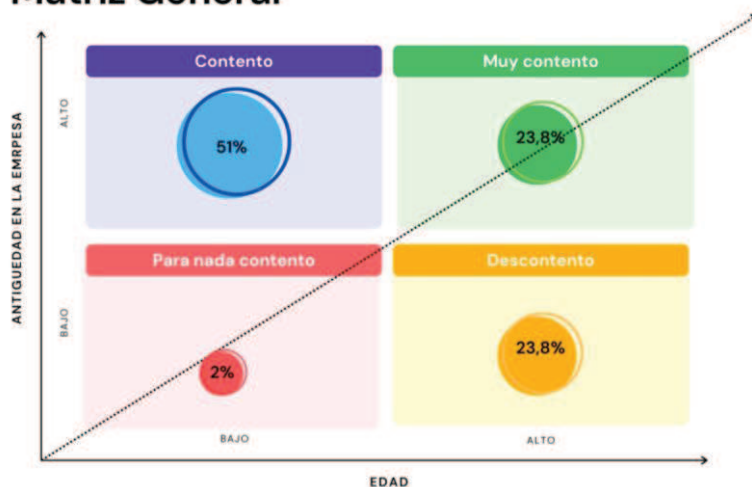 Matriz General
Contento
Muy contento
ALTO
51%
23,8%
ANTIGUEDAD EN LA EMRPESA
Para nada contento
Descontento
BAJO
2%
23,8%
BAJO
ALTO
EDAD